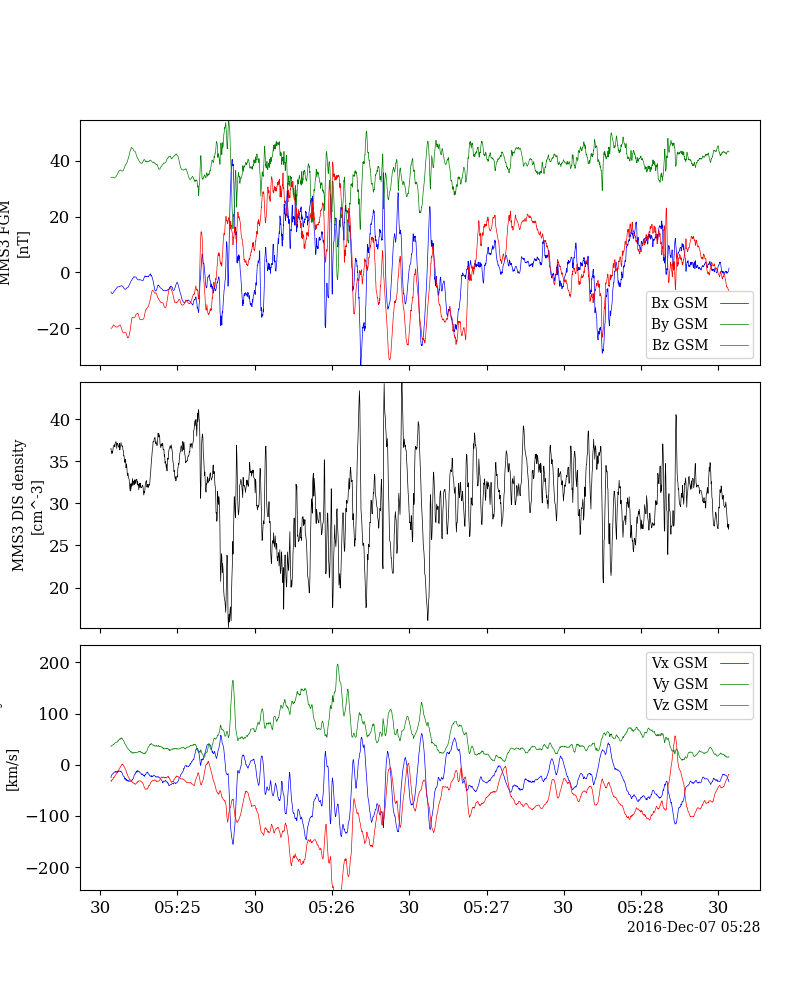 MMS3 FGM
[nT]
40
20
0
−20
Bx GSM
By GSM
Bz GSM
MMS3 DIS density
[cm^-3]
40
35
30
25
20
[km/s]
200
100
0
−100
−200
Vx GSM
Vy GSM
Vz GSM
30
05:25
30
05:26
30
05:27
30
05:28
30
2016-Dec-07 05:28